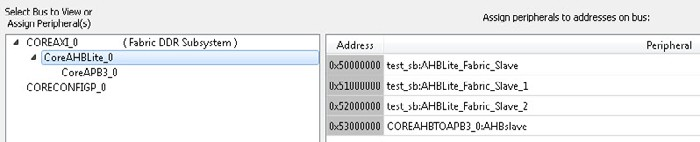 Select Bus to View or
Assign Peripheral(s)
Assign peripherals to addresses on bus:
COREAXI_0 ( Fabric DDR Subsystem )
CoreAHBLite_0
CoreAPB3_0
CORECONFIGP_0
Address Peripheral
0x50000000 test_sb:AHBLite_Fabric_Slave
0x51000000 test_sb:AHBLite_Fabric_Slave_1
0x52000000 test_sb:AHBLite_Fabric_Slave_2
0x53000000 COREAHBTOAPB3_0:AHBslave